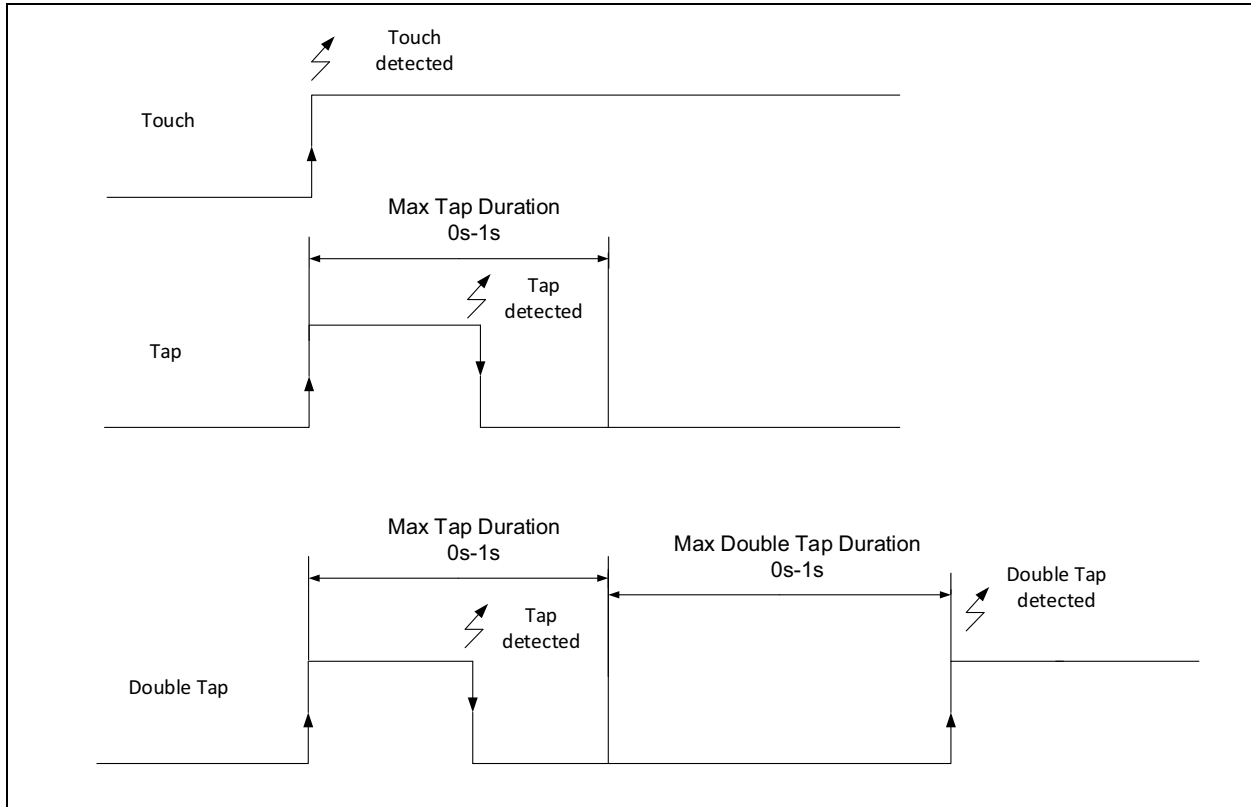 Touch
detected
Touch
Max Tap Duration
0s-1s
Tap
detected
Tap
Max Tap Duration
0s-1s
Max Double Tap Duration
0s-1s
Double Tap
detected
Tap
detected
Double Tap